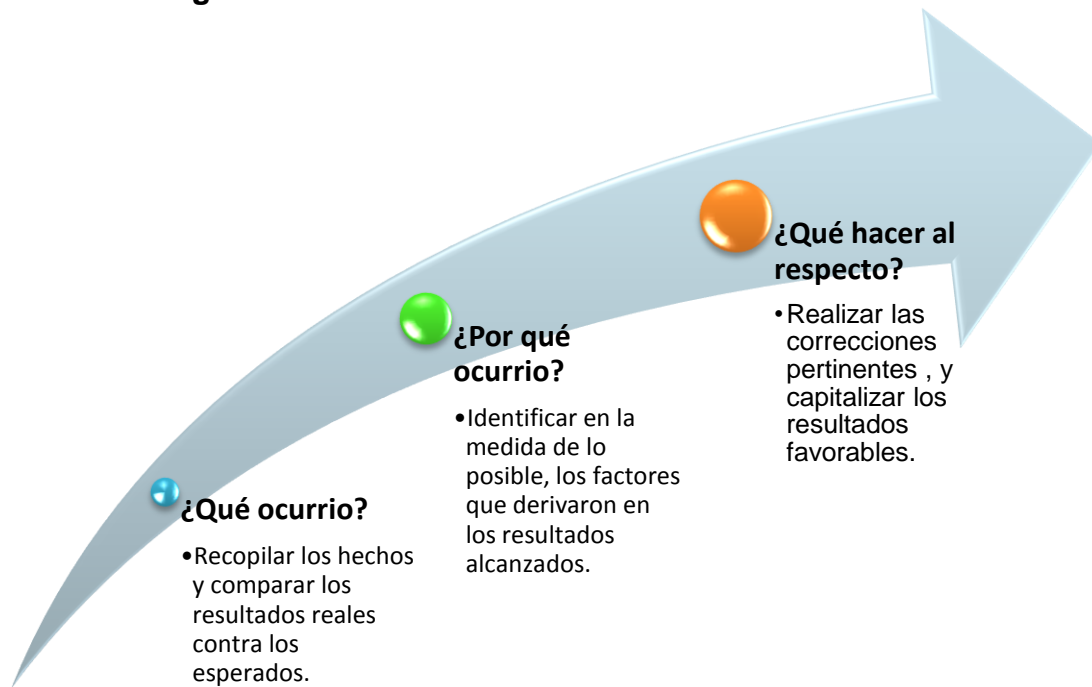 ¿Qué ocurrio?
•Recopilar los hechos
y comparar los
resultados reales
contra los
esperados.
¿Por qué
ocurrio?
•Identificar en la
medida de lo
posible, los factores
que derivaron en
los resultados
alcanzados.
¿Qué hacer al
respecto?
•Realizar las
correcciones
pertinentes , y
capitalizar los
resultados
favorables.